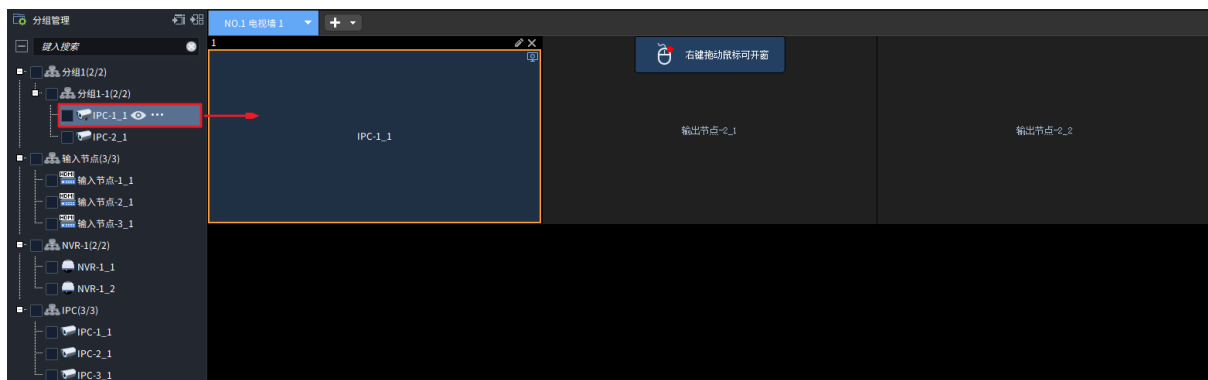 分组管理
NO.1 电视墙 1
键入搜索
1
右键拖动鼠标可开窗
分组1(2/2)
分组1-1(2/2)
IPC-1_1
IPC-2_1
IPC-1_1
输出节点-2_1
输出节点-2_2
输入节点(3/3)
HDMI 输入节点-1_1
HDMI 输入节点-2_1
HDMI 输入节点-3_1
NVR-1(2/2)
NVR-1_1
NVR-1_2
IPC(3/3)
IPC-1_1
IPC-2_1
IPC-3_1